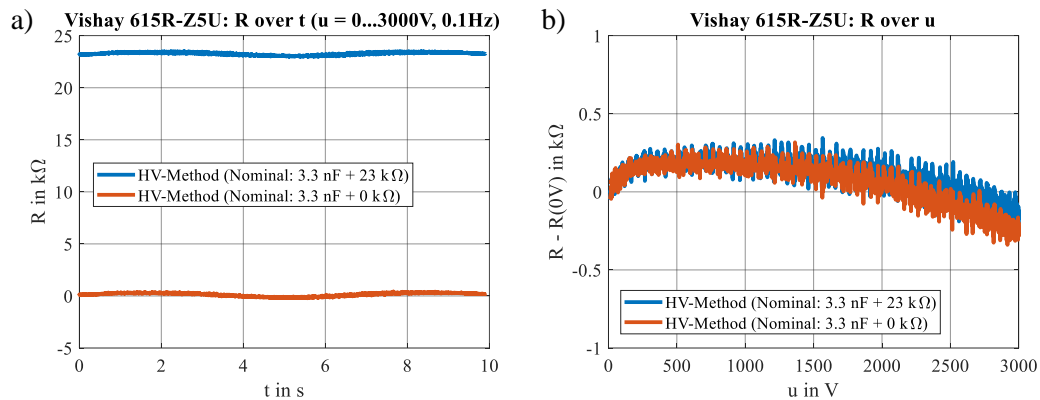 a)
Vishay 615R-Z5U: R over t (u = 0...3000V, 0.1Hz)
25
20
15
10
5
0
-5
R in kΩ
HV-Method (Nominal: 3.3 nF + 23 kΩ)
HV-Method (Nominal: 3.3 nF + 0 kΩ)
0 2 4 6 8 10
t in s
b)
Vishay 615R-Z5U: R over u
1
0.5
0
-0.5
-1
R - R(0V) in kΩ
HV-Method (Nominal: 3.3 nF + 23 kΩ)
HV-Method (Nominal: 3.3 nF + 0 kΩ)
0 500 1000 1500 2000 2500 3000
u in V